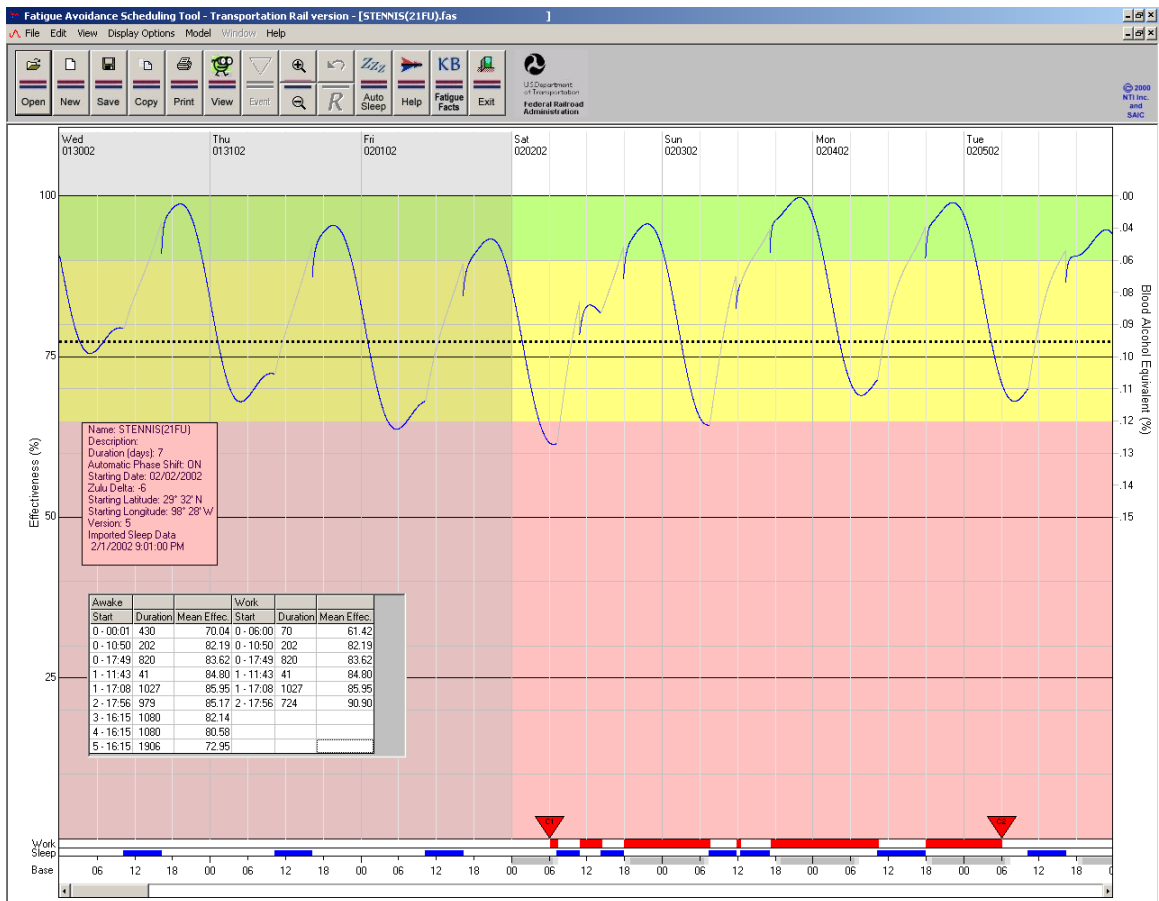 Fatigue Avoidance Scheduling Tool - Transportation Rail version - [STENNIS(21FU).fas ]
File Edit View Display Options Model Window Help
Open New Save Copy Print View Event R Zzz Auto Sleep Help KB Fatigue Facts Exit
U.S.Department
of Transportation
Federal Railroad
Administration
© 2000
NTI Inc.
and
SAIC
Wed Thu Fri Sat Sun Mon Tue
013002 013102 020102 020202 020302 020402 020502
100 .00
.04
.06
.08
.09
75 .10
.11
.12
.13
.14
50 .15
25
Effectiveness (%)
Blood Alcohol Equivalent (%)
Name: STENNIS(21FU)
Description:
Duration (days): 7
Automatic Phase Shift: ON
Starting Date: 02/02/2002
Zulu Delta: -6
Starting Latitude: 29° 32' N
Starting Longitude: 98° 28' W
Version: 5
Imported Sleep Data
2/1/2002 9:01:00 PM
Awake Work
Start Duration Mean Effec. Start Duration Mean Effec.
0 - 00:01 430 70.04 0 - 06:00 70 61.42
0 - 10:50 202 82.19 0 - 10:50 202 82.19
0 - 17:49 820 83.62 0 - 17:49 820 83.62
1 - 11:43 41 84.80 1 - 11:43 41 84.80
1 - 17:08 1027 85.95 1 - 17:08 1027 85.95
2 - 17:56 979 85.17 2 - 17:56 724 90.90
3 - 16:15 1080 82.14
4 - 16:15 1080 80.58
5 - 16:15 1906 72.95
C1 C2
Work
Sleep
Base 06 12 18 00 06 12 18 00 06 12 18 00 06 12 18 00 06 12 18 00 06 12 18 00 06 12 18 0